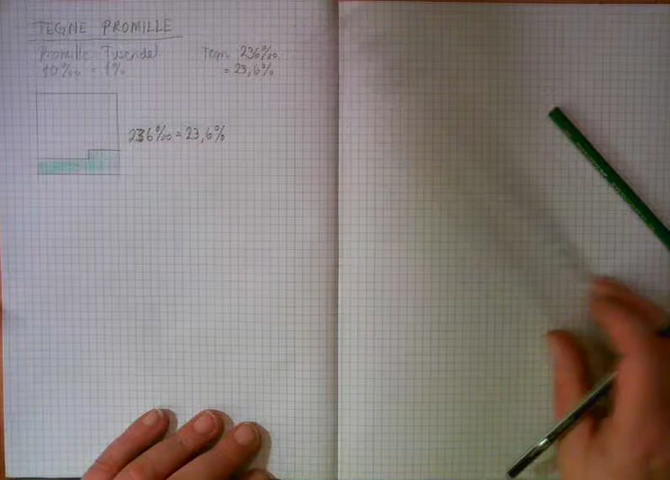 TEGNE PROMILLE
Promille Tusendel
10‰ = 1%
Tegn 236‰
= 23,6%
236‰ = 23,6%